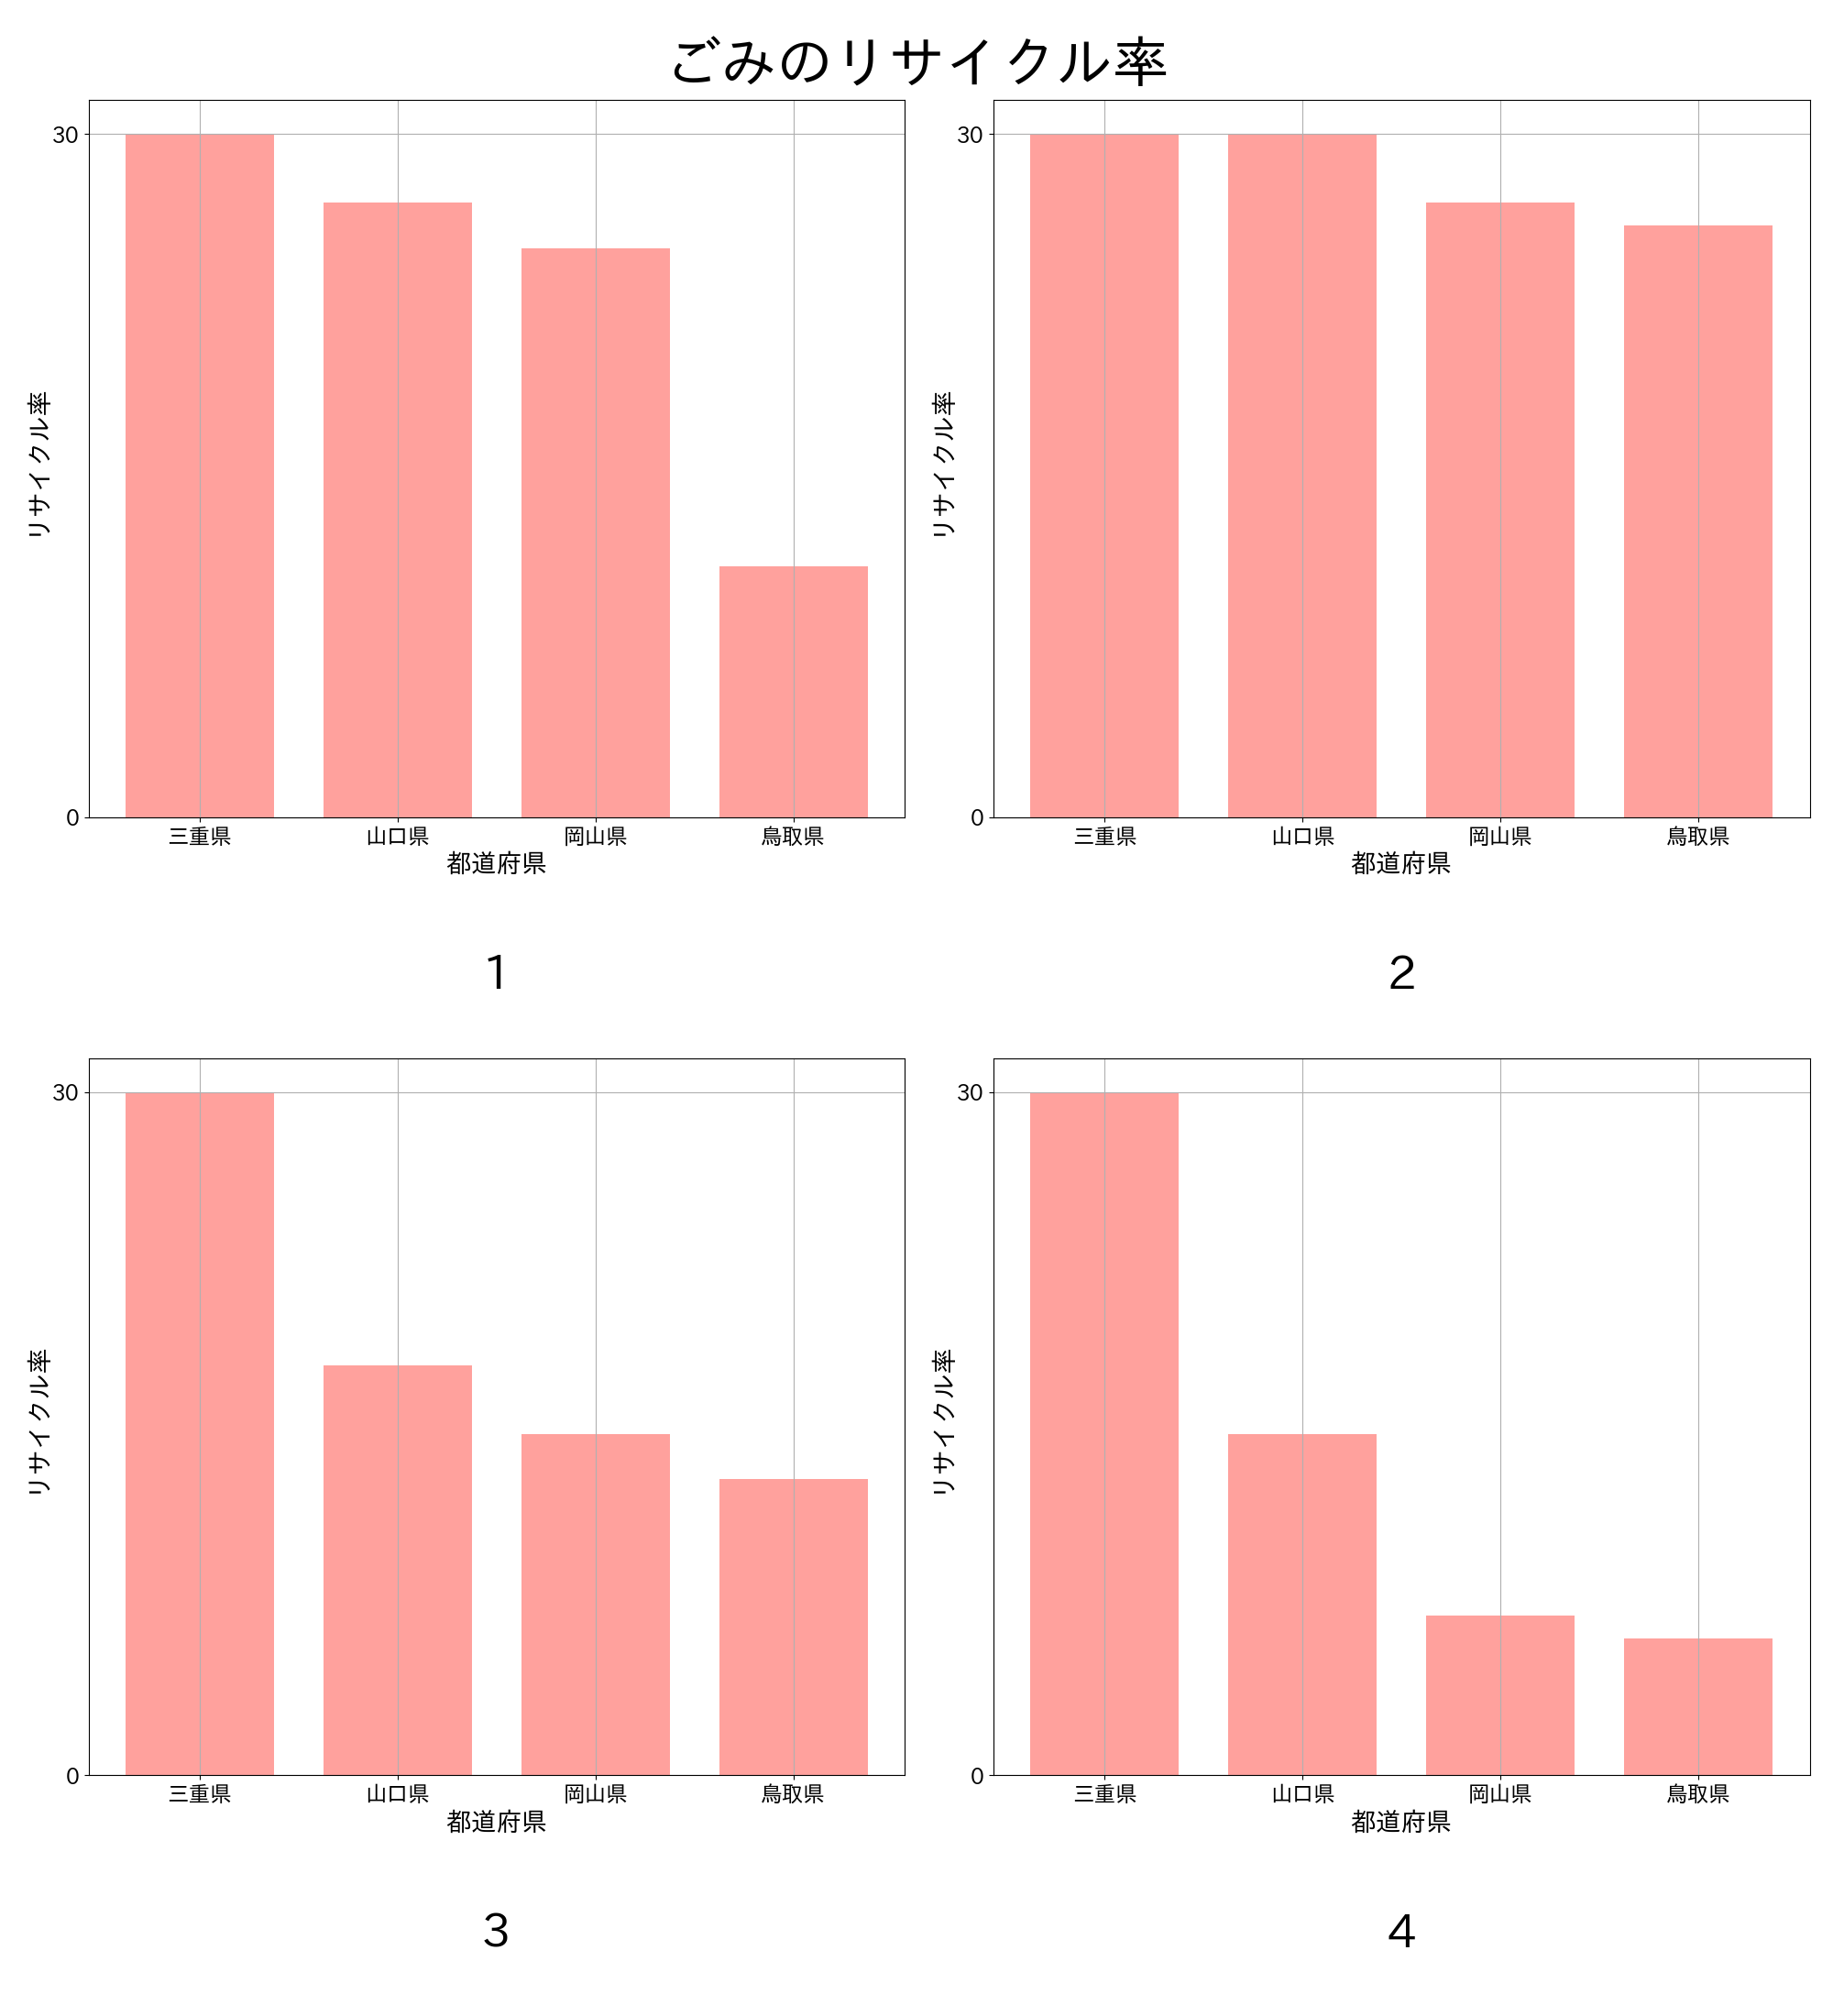 ごみのリサイクル率
30
リサイクル率
0
三重県 山口県 岡山県 鳥取県
都道府県
1
30
リサイクル率
0
三重県 山口県 岡山県 鳥取県
都道府県
2
30
リサイクル率
0
三重県 山口県 岡山県 鳥取県
都道府県
3
30
リサイクル率
0
三重県 山口県 岡山県 鳥取県
都道府県
4